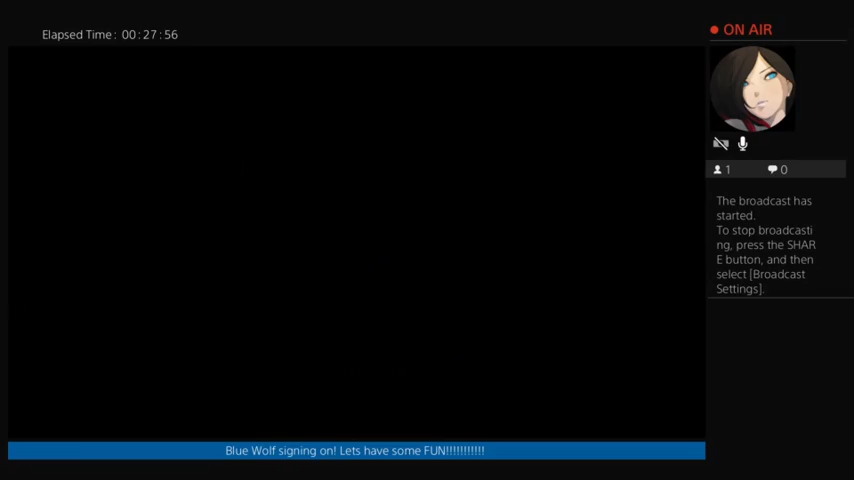 Elapsed Time: 00:27:56
ON AIR
1 0
The broadcast has
started.
To stop broadcasti
ng, press the SHAR
E button, and then
select [Broadcast
Settings].
Blue Wolf signing on! Lets have some FUN!!!!!!!!!!!